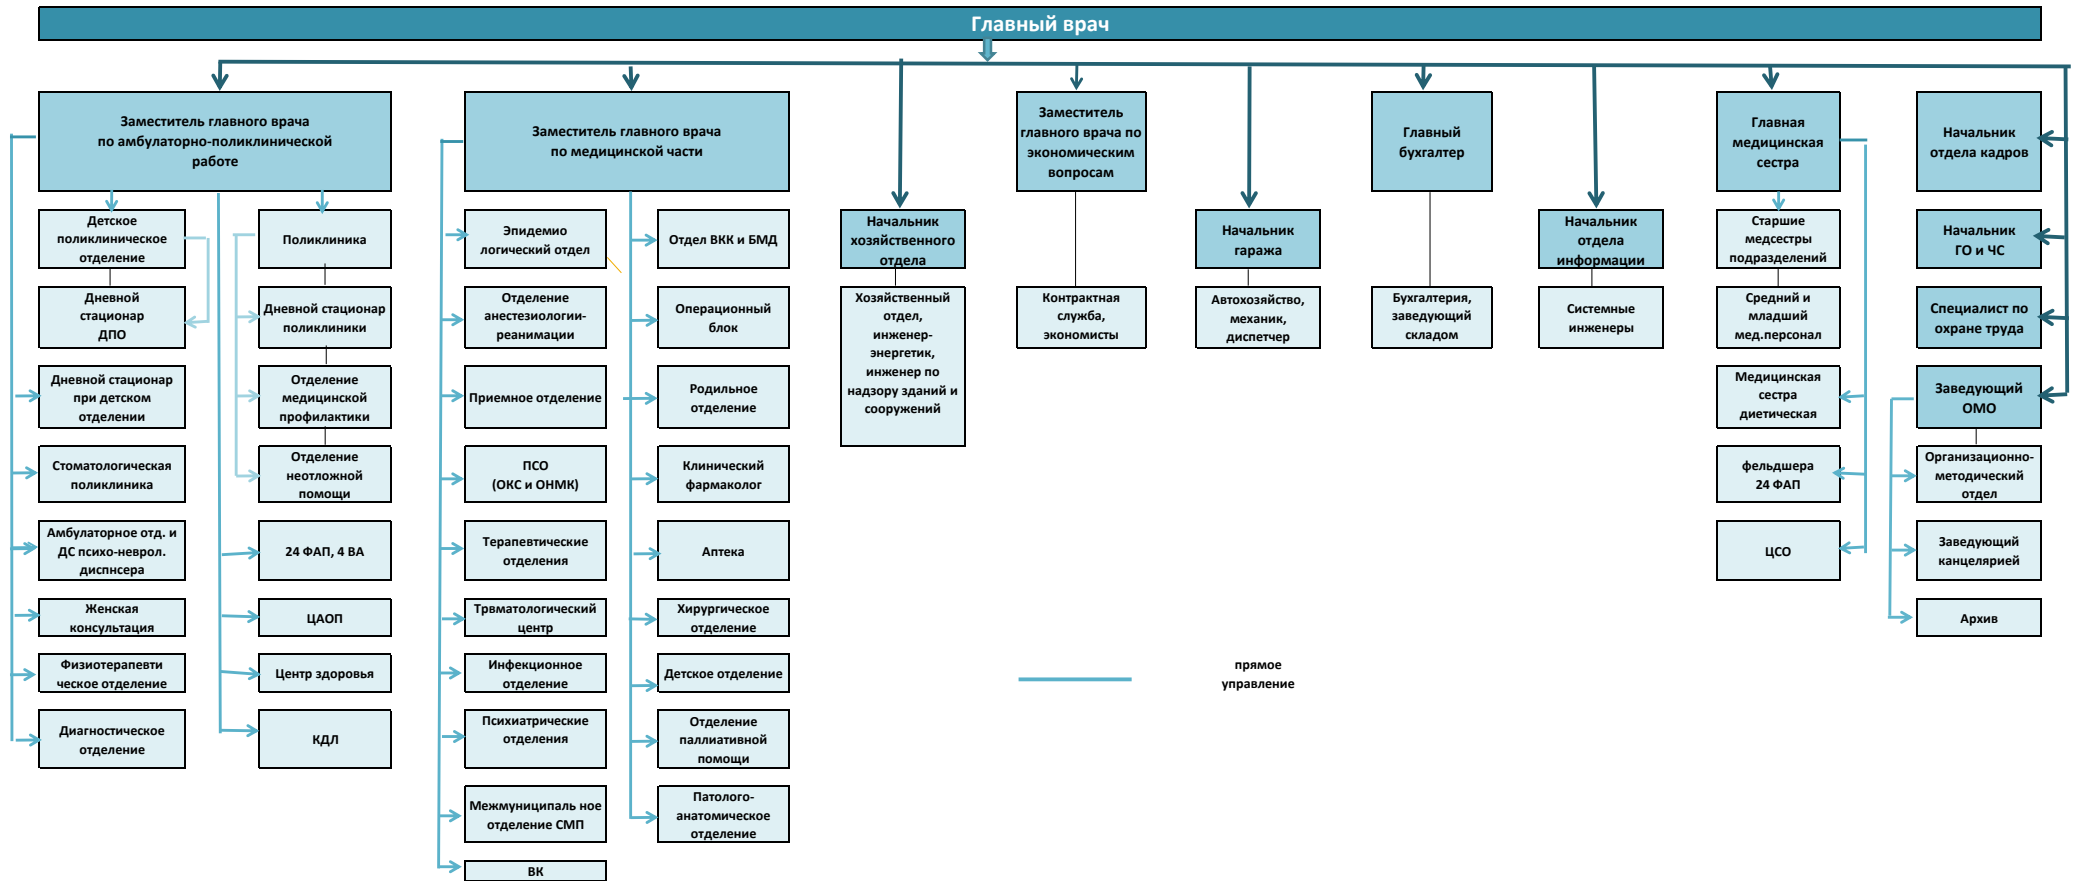 Главный врач
Заместитель главного врача
по амбулаторно-поликлинической
работе
Заместитель главного врача
по медицинской части
Заместитель
главного врача по
экономическим
вопросам
Главный
бухгалтер
Главная
медицинская
сестра
Начальник
отдела кадров
Детское
поликлиническое
отделение
Поликлиника
Эпидемио
логический отдел
Отдел ВКК и БМД
Начальник
хозяйственного
отдела
Начальник
гаража
Начальник
отдела
информации
Старшие
медсестры
подразделений
Начальник
ГО и ЧС
Дневной
стационар
ДПО
Дневной стационар
поликлиники
Отделение
анестезиологии-
реанимации
Операционный
блок
Хозяйственный
отдел,
инженер-
энергетик,
инженер по
надзору зданий и
сооружений
Контрактная
служба,
экономисты
Автохозяйство,
механик,
диспетчер
Бухгалтерия,
заведующий
складом
Системные
инженеры
Средний и
младший
мед.персонал
Специалист по
охране труда
Дневной стационар
при детском
отделении
Отделение
медицинской
профилактики
Приемное отделение
Родильное
отделение
Медицинская
сестра
диетическая
Заведующий
ОМО
Стоматологическая
поликлиника
Отделение
неотложной
помощи
ПСО
(ОКС и ОНМК)
Клинический
фармаколог
фельдшера
24 ФАП
Организационно-
методический
отдел
Амбулаторное отд. и
ДС психо-неврол.
диспнсера
24 ФАП, 4 ВА
Терапевтические
отделения
Аптека
ЦСО
Заведующий
канцелярией
Женская
консультация
ЦАОП
Трвматологический
центр
Хирургическое
отделение
Архив
Физиотерапевти
ческое отделение
Центр здоровья
Инфекционное
отделение
Детское отделение
прямое
управление
Диагностическое
отделение
КДЛ
Психиатрические
отделения
Отделение
паллиативной
помощи
Межмуниципаль ное
отделение СМП
Патолого-
анатомическое
отделение
ВК